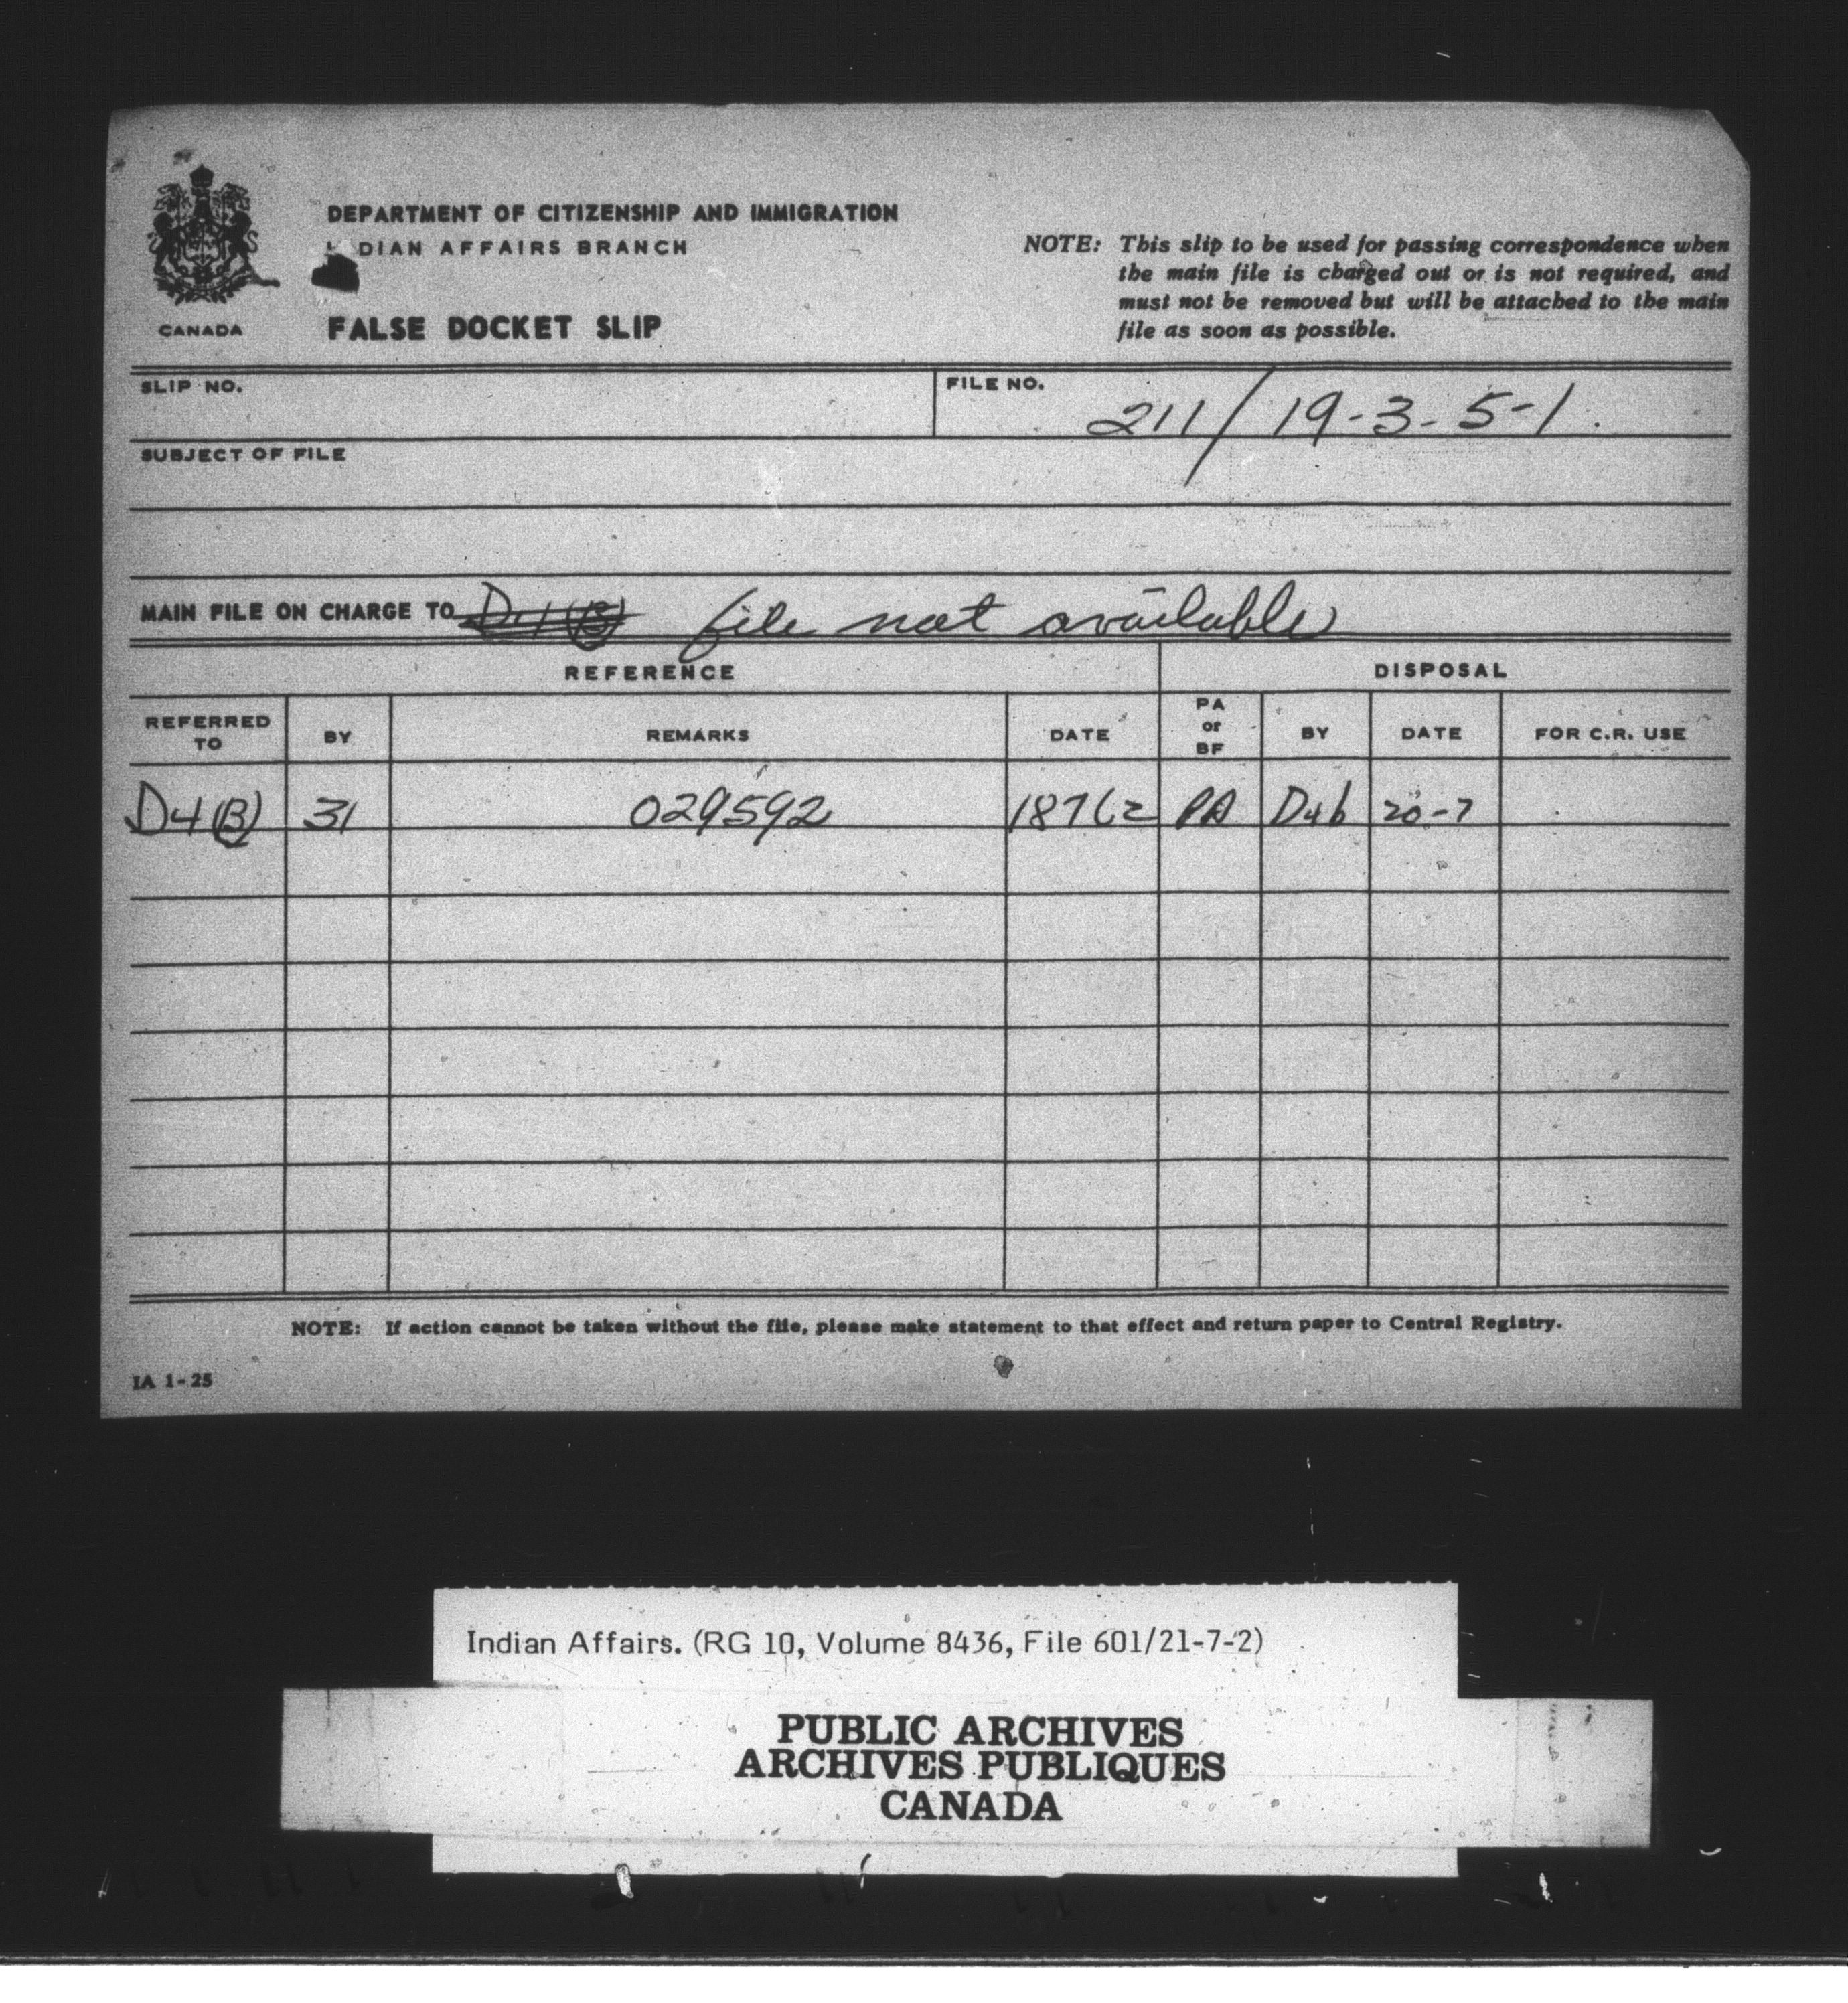 DEPARTMENT OF CITIZENSHIP AND IMMIGRATION
DIAN AFFAIRS BRANCH
CANADA
FALSE DOCKET SLIP
NOTE: This slip to be used for passing correspondence when
the main file is charged out or is not required, and
must not be removed but will be attached to the main
file as soon as possible.
SLIP NO.
FILE NO. 211/19-3-5-1.
SUBJECT OF FILE
MAIN FILE ON CHARGE TO D4(B) file not available
REFERENCE DISPOSAL
REFERRED TO BY REMARKS DATE PA or BF BY DATE FOR C.R. USE
D4(B) 31 029592 18762 PA D4b 20-7
NOTE: If action cannot be taken without the file, please make statement to that effect and return paper to Central Registry.
IA 1-25
Indian Affairs. (RG 10, Volume 8436, File 601/21-7-2)
PUBLIC ARCHIVES
ARCHIVES PUBLIQUES
CANADA